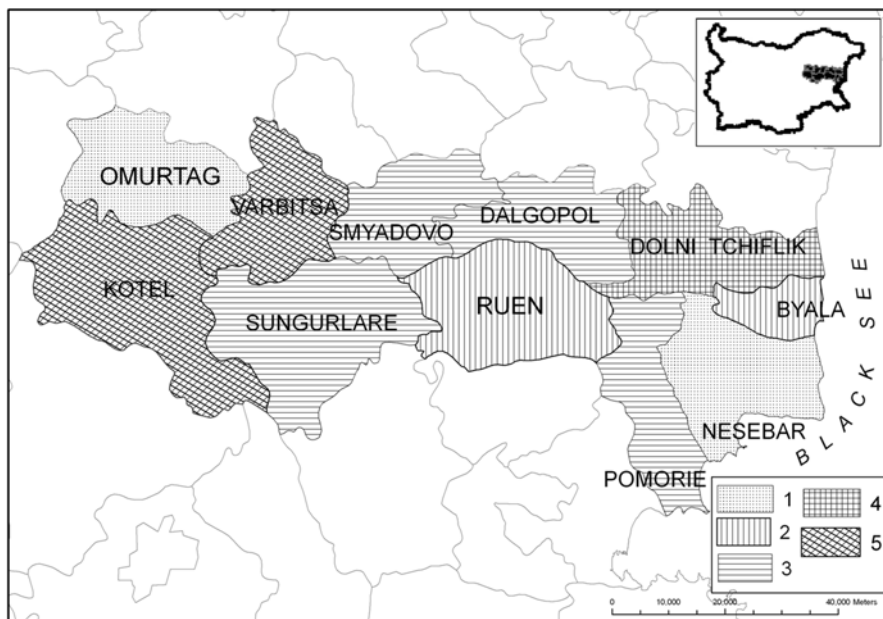 OMURTAG
VARBITSA
SMYADOVO
DALGOPOL
DOLNI TCHIFLIK
KOTEL
SUNGURLARE
RUEN
BYALA
NESEBAR
POMORIE
BLACK SEE
1
2
3
4
5
0 10,000 20,000 40,000 Meters